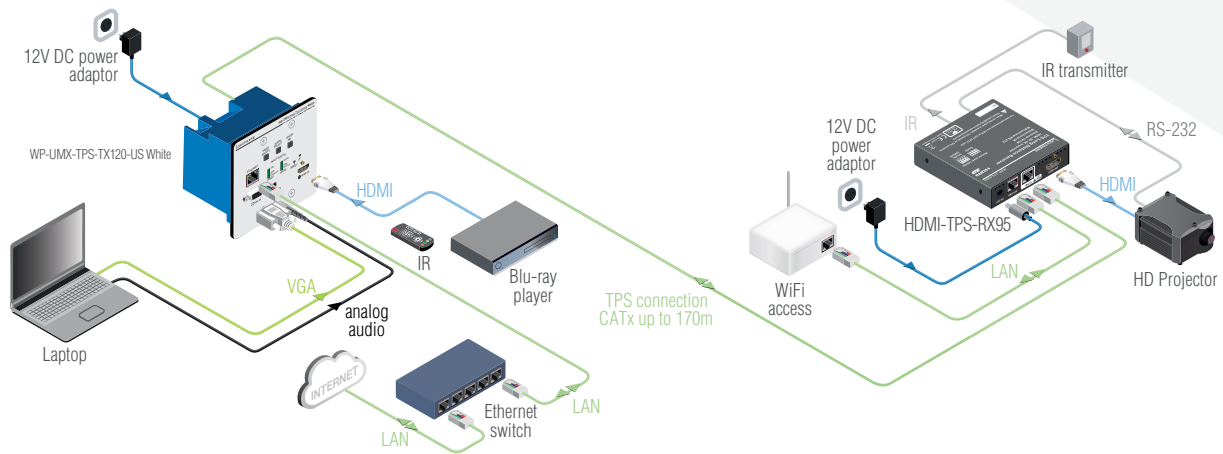 12V DC power
adaptor
WP-UMX-TPS-TX120-US White
HDMI
IR
Blu-ray
player
VGA
analog
audio
Laptop
INTERNET
LAN
Ethernet
switch
LAN
TPS connection
CATx up to 170m
IR transmitter
IR
RS-232
12V DC
power
adaptor
HDMI
HDMI-TPS-RX95
LAN
WiFi
access
HD Projector